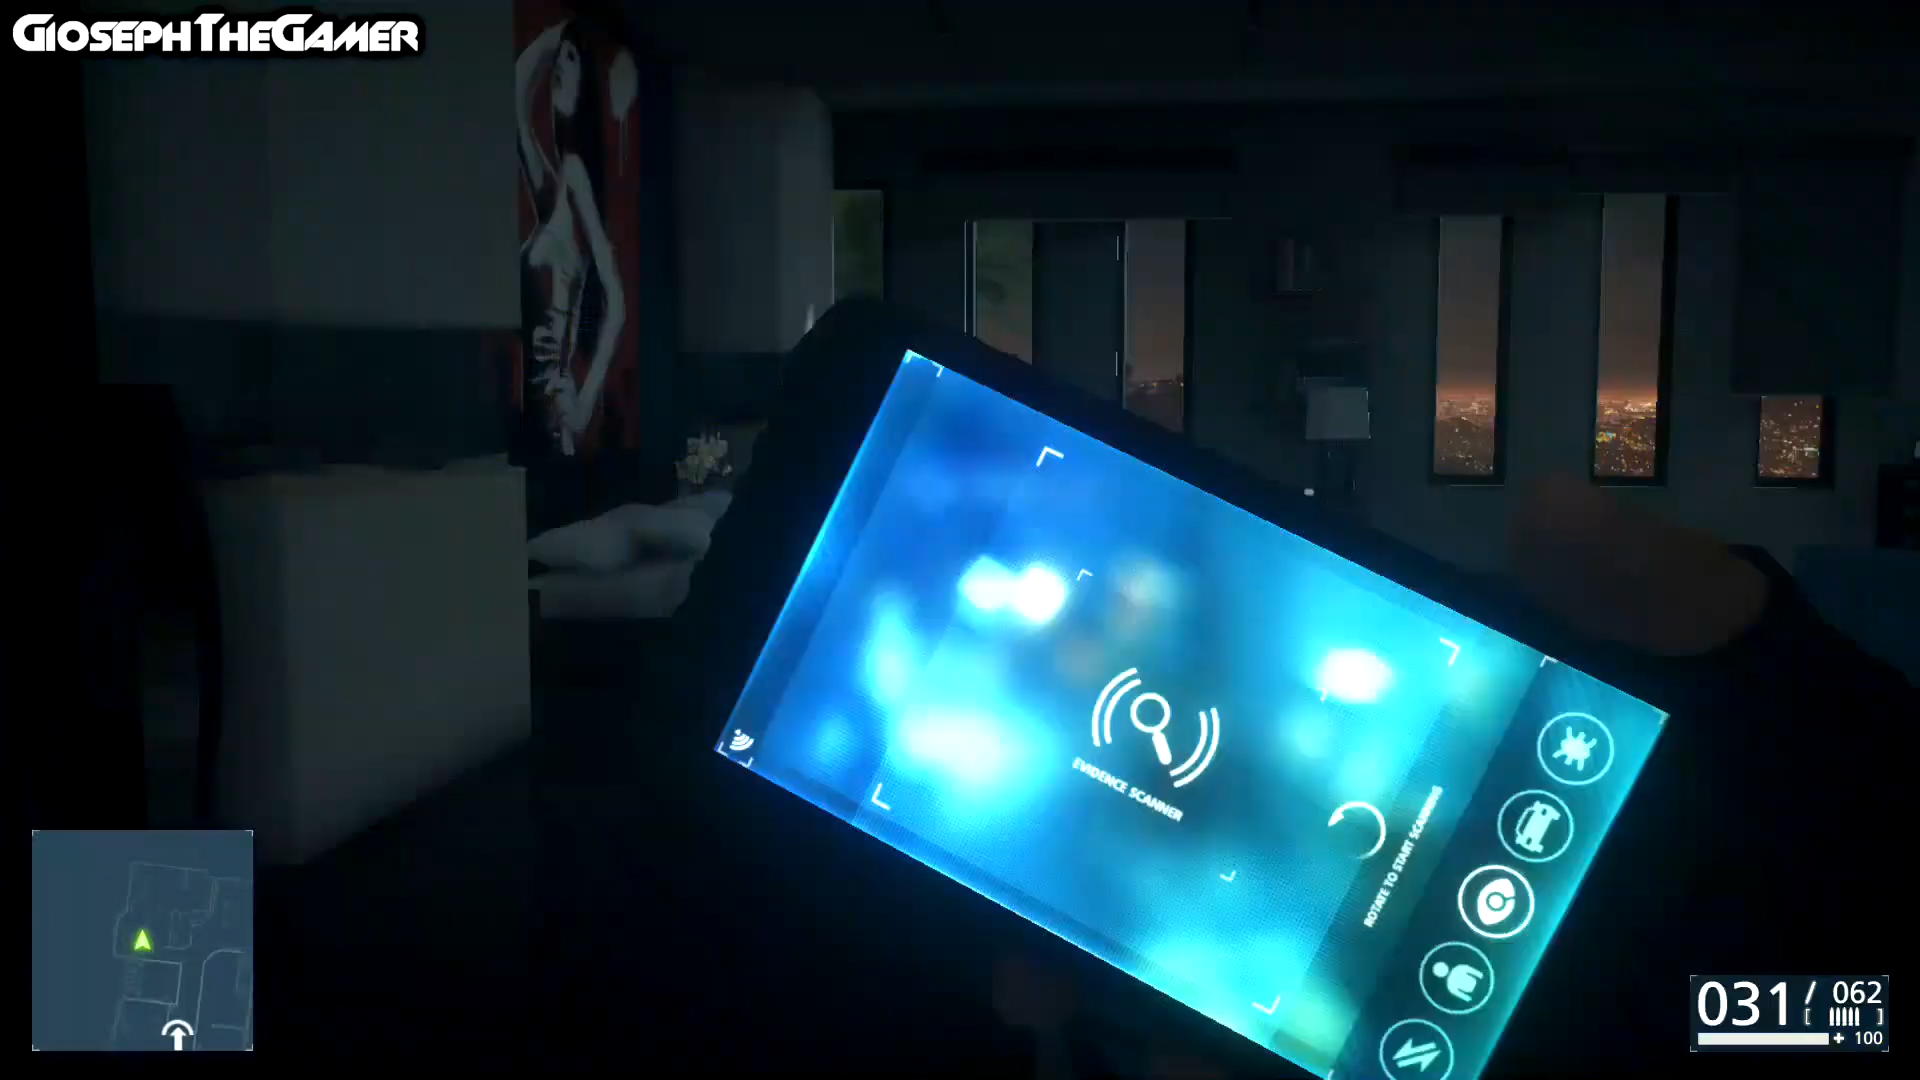 GIOSEPHTHEGAMER
EVIDENCE SCANNER
ROTATE TO START SCANNING
031 / 062
[ ]
+ 100